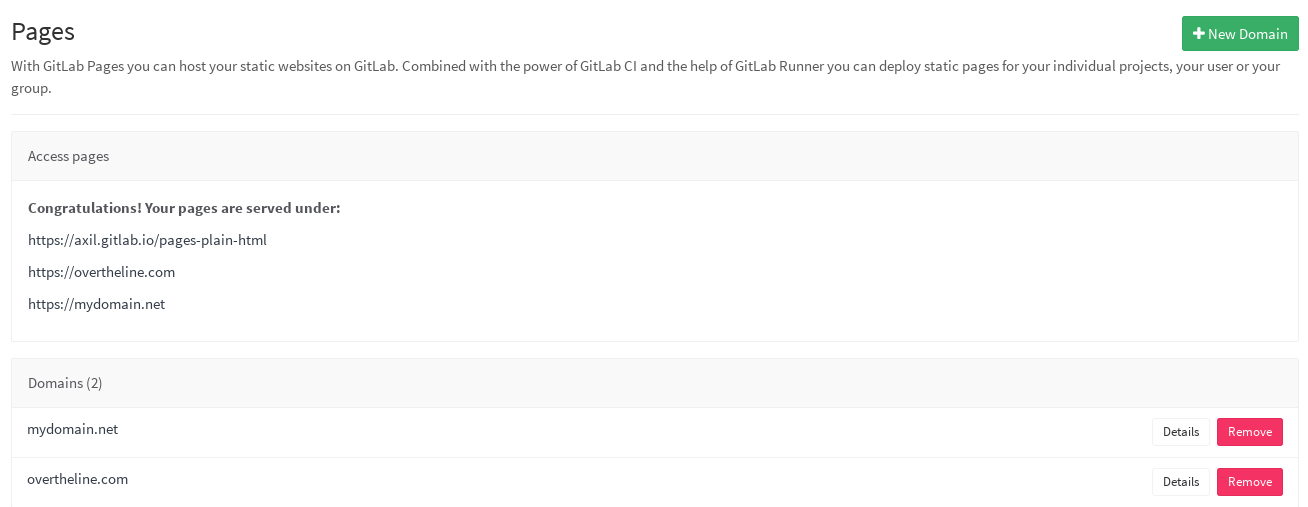 Pages
New Domain
With GitLab Pages you can host your static websites on GitLab. Combined with the power of GitLab CI and the help of GitLab Runner you can deploy static pages for your individual projects, your user or your
group.
Access pages
Congratulations! Your pages are served under:
https://axil.gitlab.io/pages-plain-html
https://overtheline.com
https://mydomain.net
Domains (2)
mydomain.net
Details
Remove
overtheline.com
Details
Remove